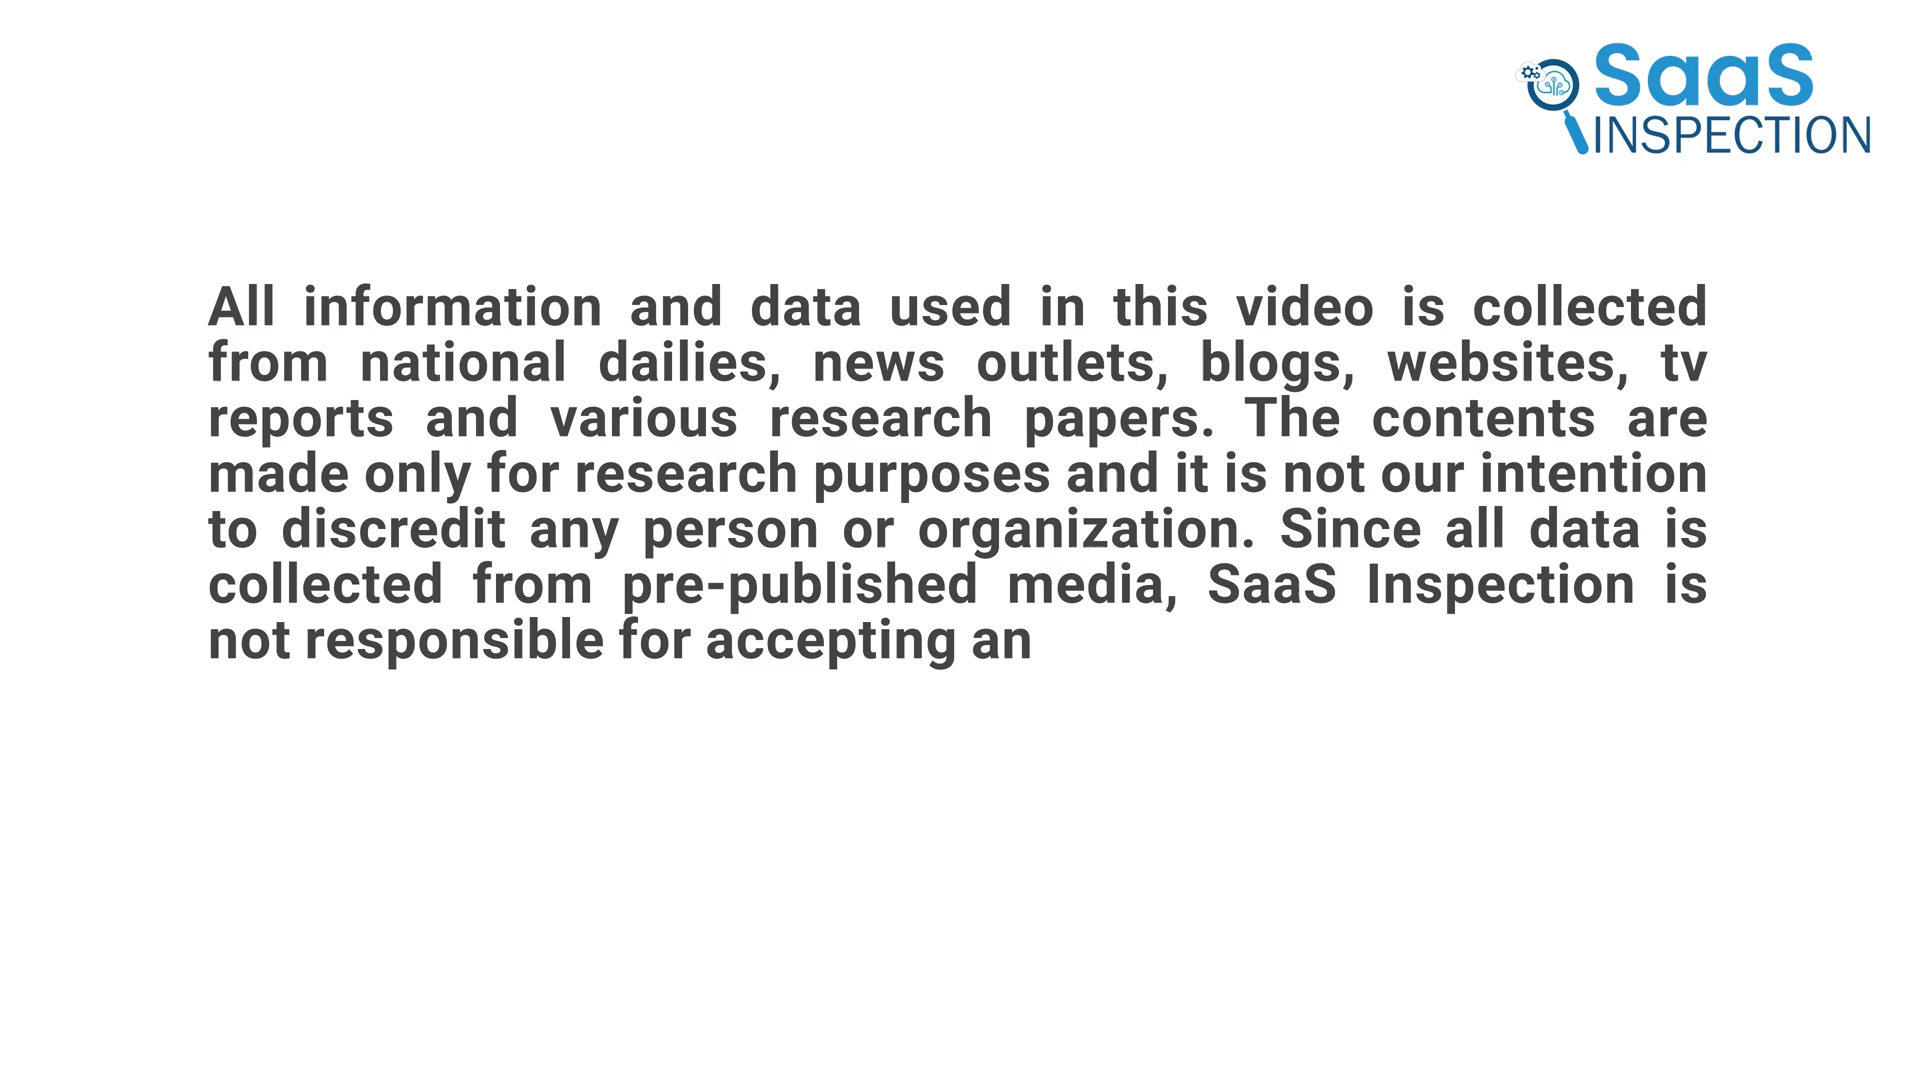 SaaS
INSPECTION
All information and data used in this video is collected
from national dailies, news outlets, blogs, websites, tv
reports and various research papers. The contents are
made only for research purposes and it is not our intention
to discredit any person or organization. Since all data is
collected from pre-published media, SaaS Inspection is
not responsible for accepting an